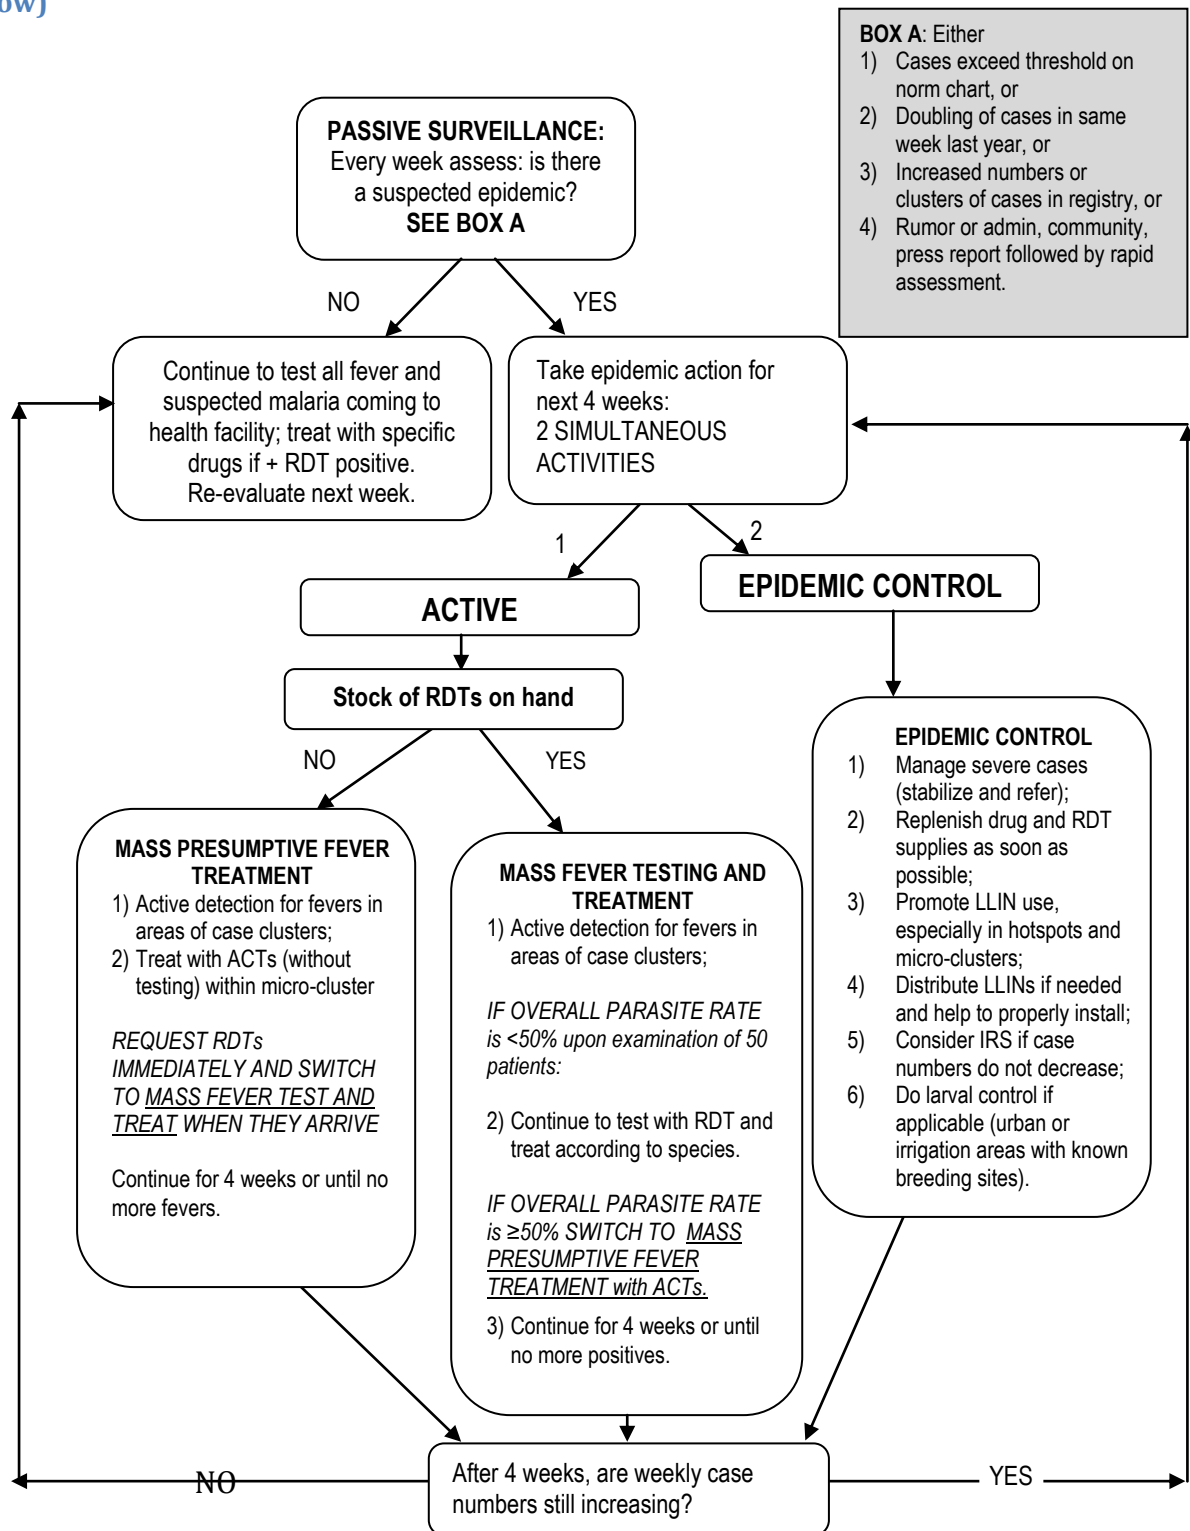 ow)
BOX A: Either
1) Cases exceed threshold on
norm chart, or
2) Doubling of cases in same
week last year, or
3) Increased numbers or
clusters of cases in registry, or
4) Rumor or admin, community,
press report followed by rapid
assessment.
PASSIVE SURVEILLANCE:
Every week assess: is there
a suspected epidemic?
SEE BOX A
NO
YES
Continue to test all fever and
suspected malaria coming to
health facility; treat with specific
drugs if + RDT positive.
Re-evaluate next week.
Take epidemic action for
next 4 weeks:
2 SIMULTANEOUS
ACTIVITIES
1
2
ACTIVE
EPIDEMIC CONTROL
Stock of RDTs on hand
NO
YES
MASS PRESUMPTIVE FEVER
TREATMENT
1) Active detection for fevers in
areas of case clusters;
2) Treat with ACTs (without
testing) within micro-cluster
REQUEST RDTs
IMMEDIATELY AND SWITCH
TO MASS FEVER TEST AND
TREAT WHEN THEY ARRIVE
Continue for 4 weeks or until no
more fevers.
MASS FEVER TESTING AND
TREATMENT
1) Active detection for fevers in
areas of case clusters;
IF OVERALL PARASITE RATE
is <50% upon examination of 50
patients:
2) Continue to test with RDT and
treat according to species.
IF OVERALL PARASITE RATE
is ≥50% SWITCH TO MASS
PRESUMPTIVE FEVER
TREATMENT with ACTs.
3) Continue for 4 weeks or until
no more positives.
EPIDEMIC CONTROL
1) Manage severe cases
(stabilize and refer);
2) Replenish drug and RDT
supplies as soon as
possible;
3) Promote LLIN use,
especially in hotspots and
micro-clusters;
4) Distribute LLINs if needed
and help to properly install;
5) Consider IRS if case
numbers do not decrease;
6) Do larval control if
applicable (urban or
irrigation areas with known
breeding sites).
After 4 weeks, are weekly case
numbers still increasing?
NO
YES